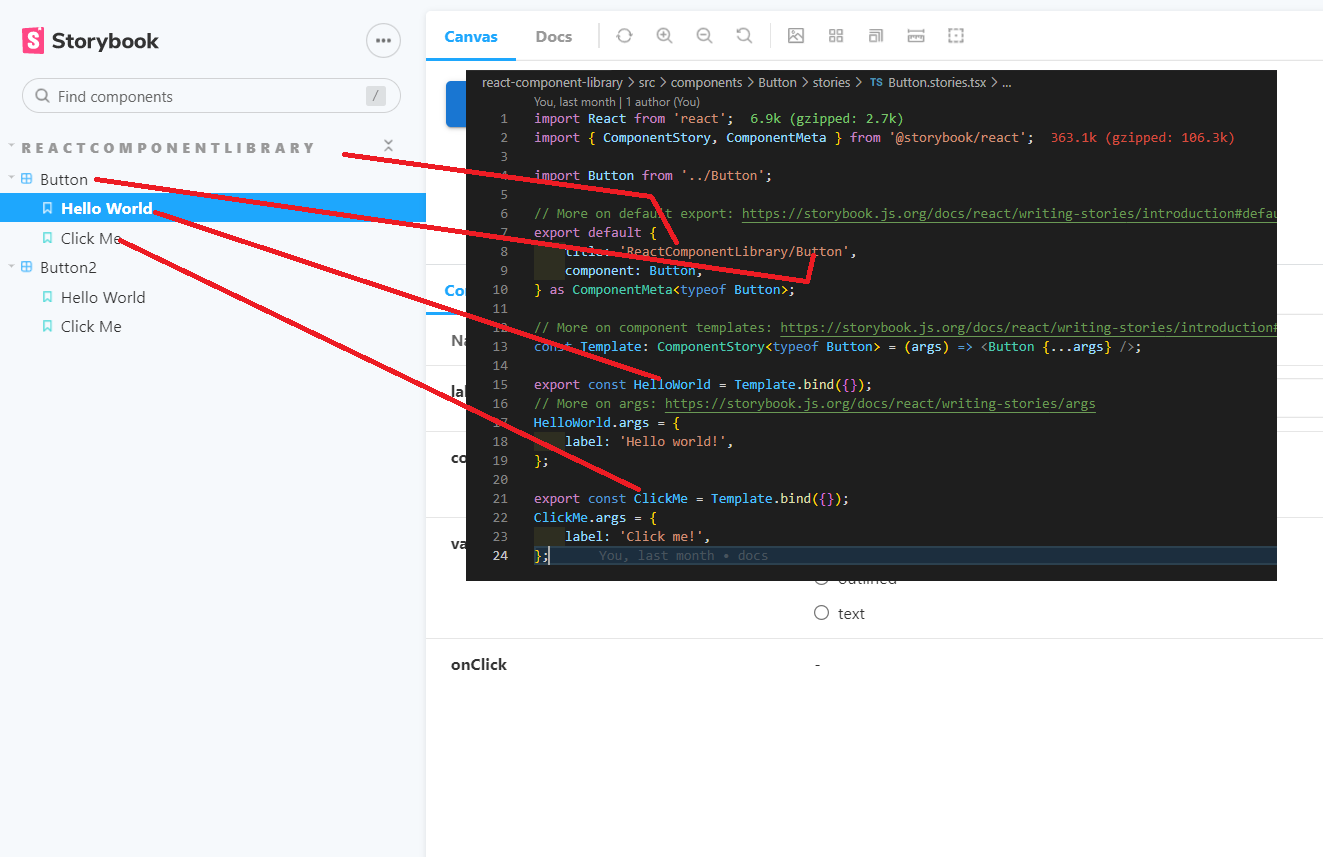 Storybook
Find components
/
REACTCOMPONENTLIBRARY
Button
Hello World
Click Me
Button2
Hello World
Click Me
Canvas
Docs
react-component-library > src > components > Button > stories > TS Button.stories.tsx > ...
You, last month | 1 author (You)
1 import React from 'react'; 6.9k (gzipped: 2.7k)
2 import { ComponentStory, ComponentMeta } from '@storybook/react'; 363.1k (gzipped: 106.3k)
3
4 import Button from '../Button';
5
6 // More on default export: https://storybook.js.org/docs/react/writing-stories/introduction#defau
7 export default {
8 title: 'ReactComponentLibrary/Button',
9 component: Button,
10 } as ComponentMeta<typeof Button>;
11
12 // More on component templates: https://storybook.js.org/docs/react/writing-stories/introduction#
13 const Template: ComponentStory<typeof Button> = (args) => <Button {...args} />;
14
15 export const HelloWorld = Template.bind({});
16 // More on args: https://storybook.js.org/docs/react/writing-stories/args
17 HelloWorld.args = {
18 label: 'Hello world!',
19 };
20
21 export const ClickMe = Template.bind({});
22 ClickMe.args = {
23 label: 'Click me!',
24 }; You, last month • docs
Co
Na
la
co
va
outlined
text
onClick
-